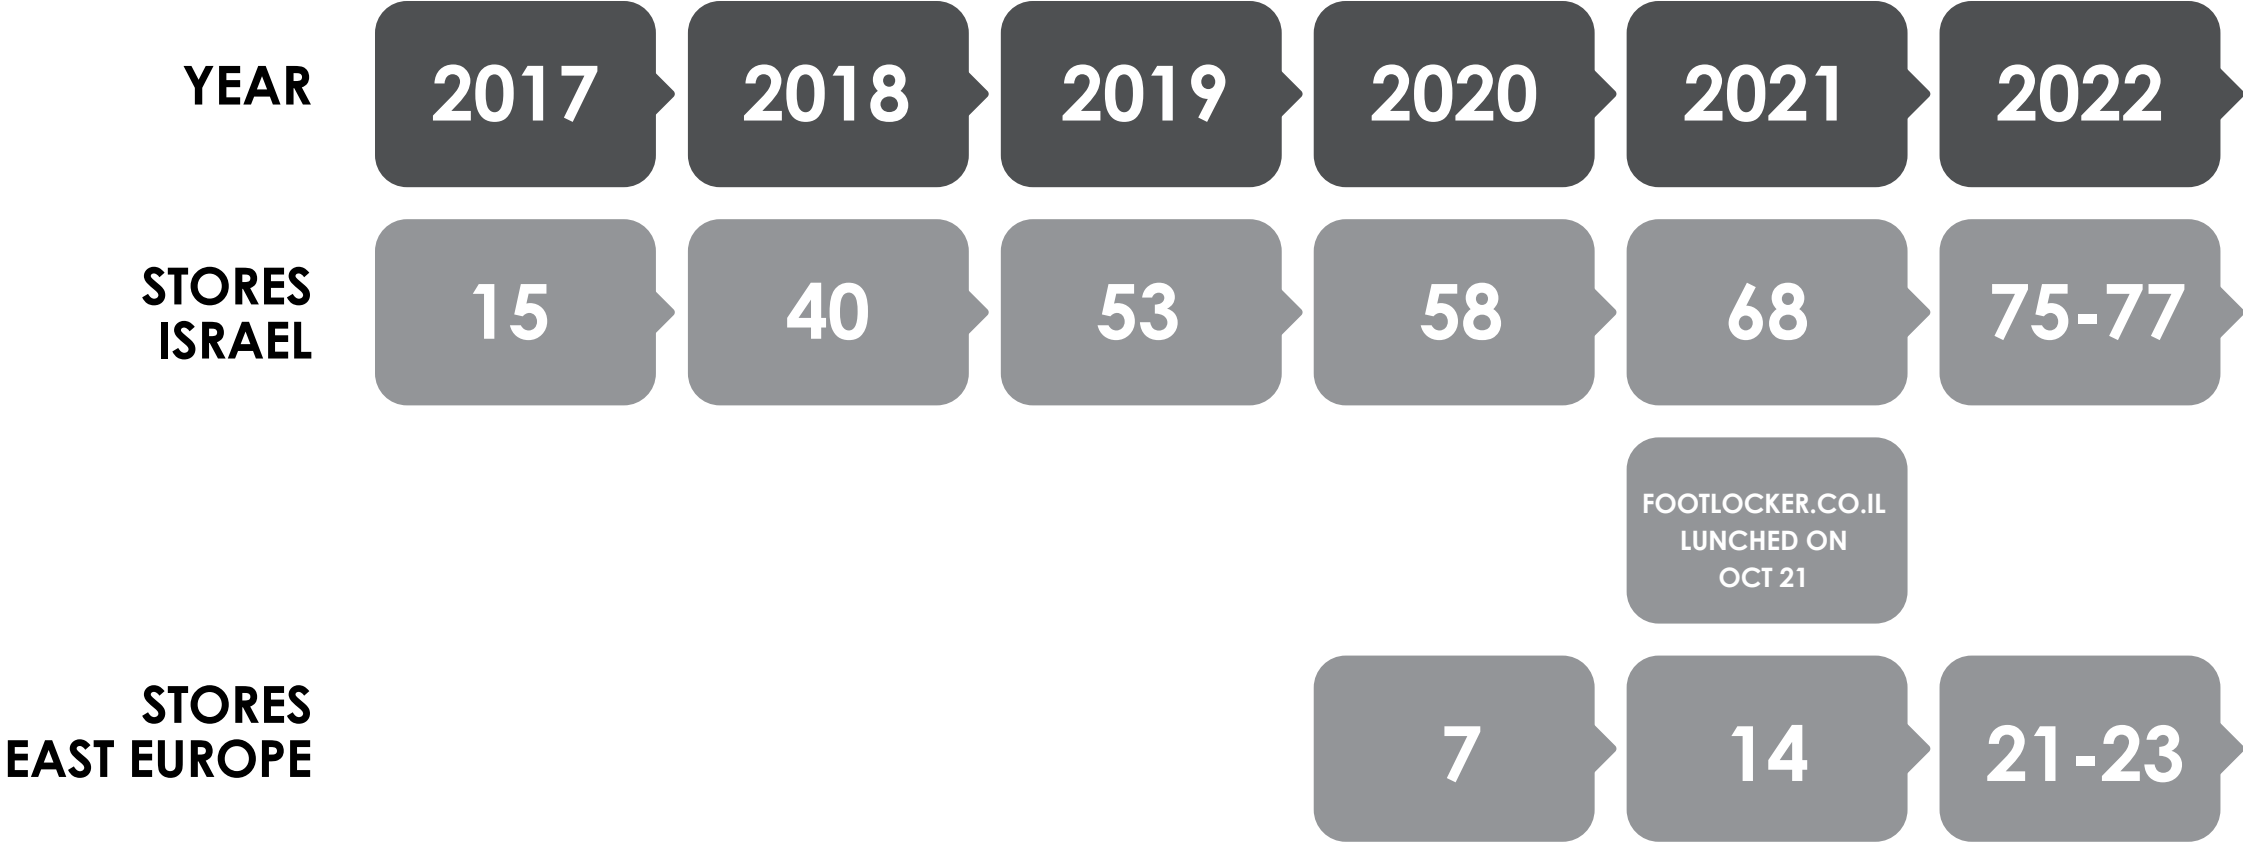 YEAR
2017
2018
2019
2020
2021
2022
STORES
ISRAEL
15
40
53
58
68
75-77
FOOTLOCKER.CO.IL
LUNCHED ON
OCT 21
STORES
EAST EUROPE
7
14
21-23